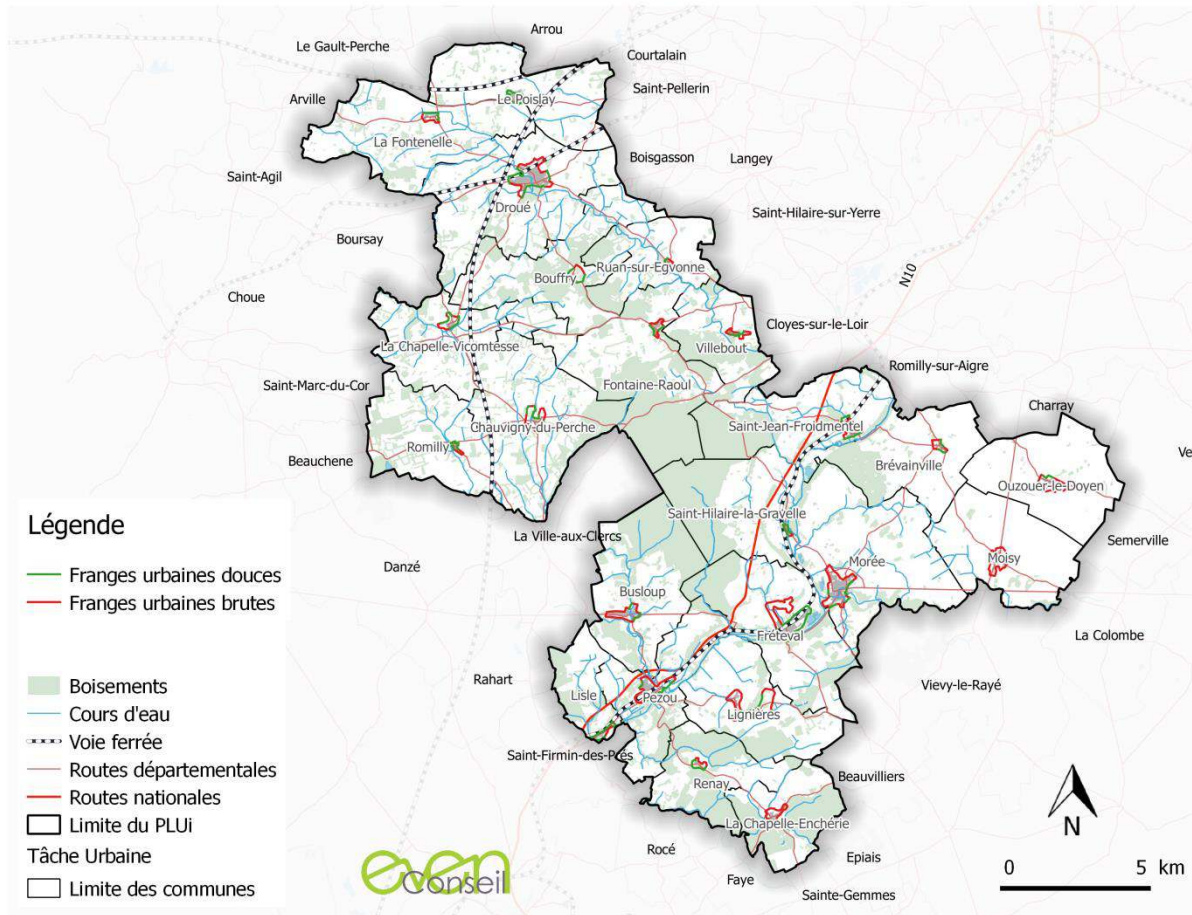 Arrou
Le Gault-Perche
Courtalain
Saint-Pellerin
Arville
Le Poislay
La Fontenelle
Boisgasson
Langey
Saint-Agil
Droué
Saint-Hilaire-sur-Yerre
Boursay
Bouffry
Ruan-sur-Egvonne
N10
Choue
Cloyes-sur-le-Loir
La Chapelle-Vicomtesse
Villebout
Romilly-sur-Aigre
Saint-Marc-du-Cor
Fontaine-Raoul
Charray
Chauvigny-du-Perche
Saint-Jean-Froidmentel
Beauchene
Romilly
Brévainville
Ve
Ouzouer-le-Doyen
Légende
Saint-Hilaire-la-Gravelle
La Ville-aux-Clercs
Semerville
Danzé
Morée
Moisy
Franges urbaines douces
Franges urbaines brutes
Busloup
Fréteval
La Colombe
Rahart
Vievy-le-Rayé
Boisements
Lisle
Pezou
Lignières
Cours d'eau
Voie ferrée
Saint-Firmin-des-Prés
Routes départementales
Renay
Beauvilliers
Routes nationales
Limite du PLUi
La Chapelle-Enchérie
N
Tâche Urbaine
Rocé
Epiais
0 5 km
Limite des communes
even
Conseil
Faye
Sainte-Gemmes